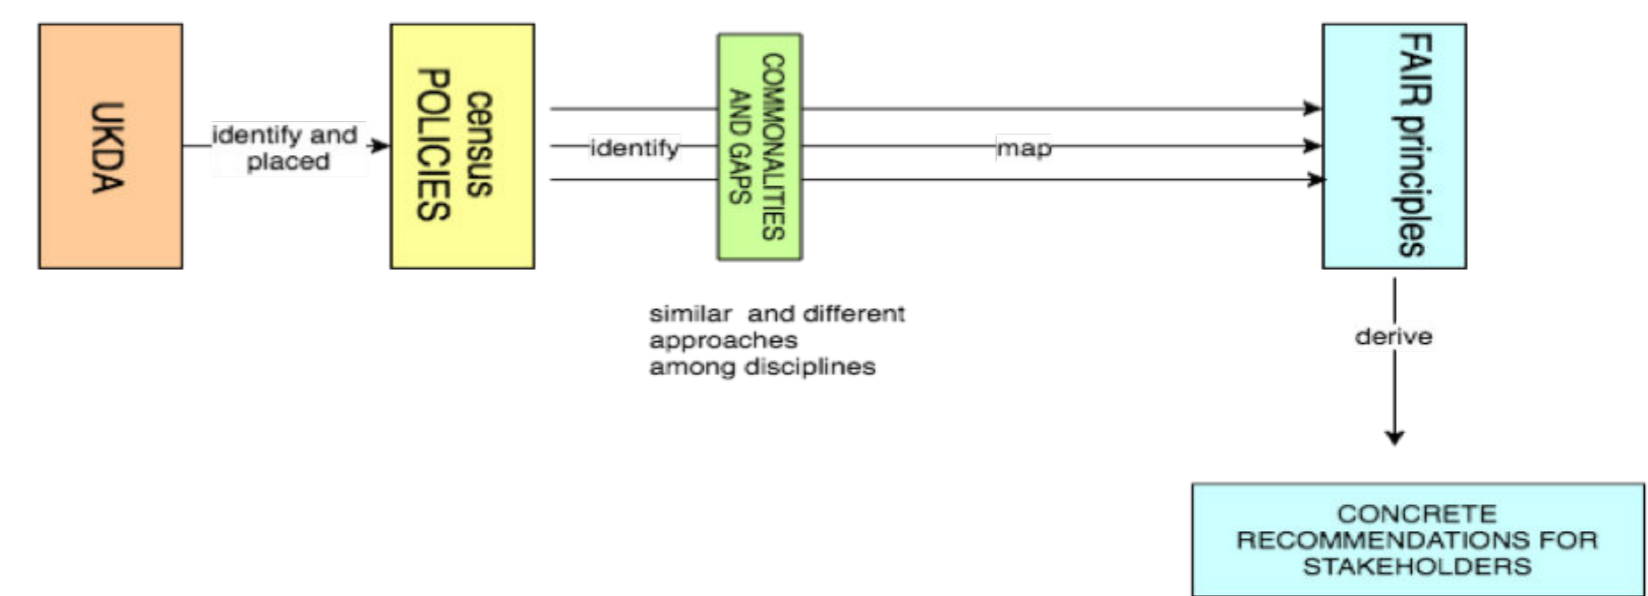 UKDA
identify and
placed
census
POLICIES
identify
COMMONALITIES
AND GAPS
similar and different
approaches
among disciplines
map
FAIR principles
derive
CONCRETE
RECOMMENDATIONS FOR
STAKEHOLDERS